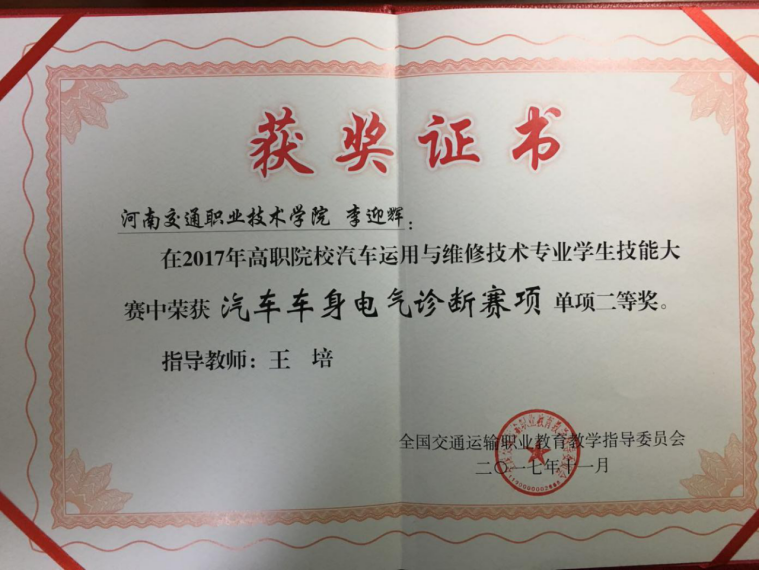 获奖证书
河南交通职业技术学院 李迎辉：
在2017年高职院校汽车运用与维修技术专业学生技能大
赛中荣获 汽车车身电气诊断赛项 单项二等奖。
指导教师：王 培
全国交通运输职业教育教学指导委员会
二〇一七年十一月